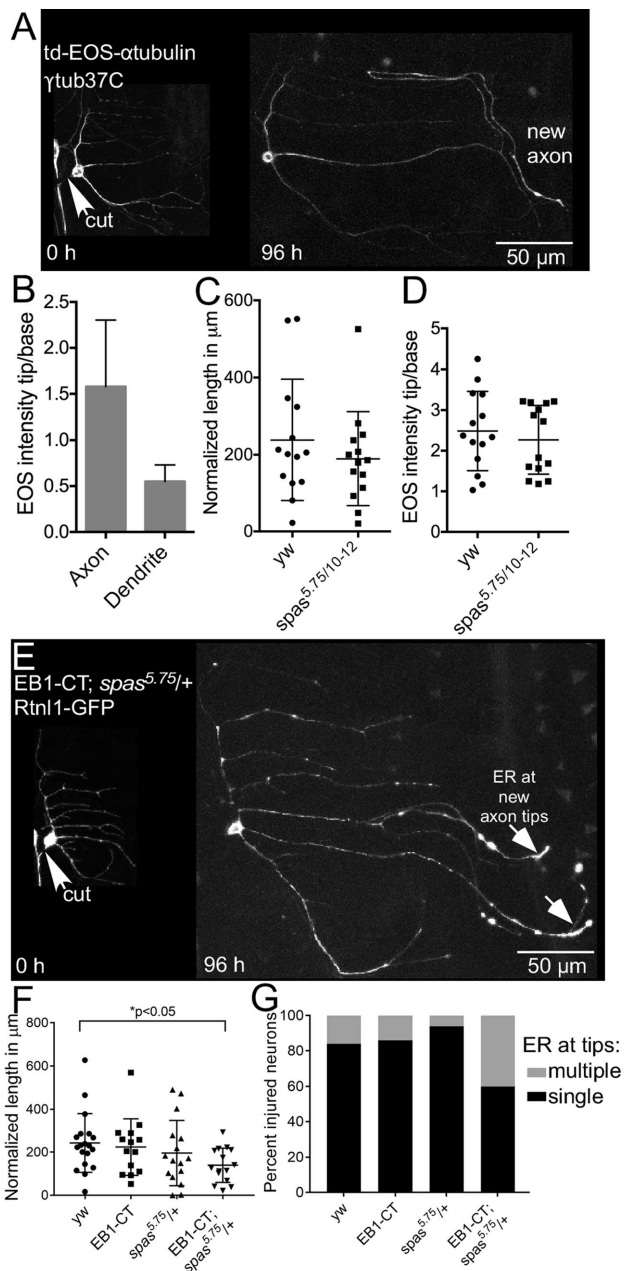 A
td-EOS-αtubulin
γtub37C
cut
0 h
new
axon
96 h
50 µm
B
EOS intensity tip/base
2.5
2.0
1.5
1.0
0.5
0.0
Axon
Dendrite
C
Normalized length in µm
600
400
200
0
yw
spas5.75/10-12
D
EOS intensity tip/base
5
4
3
2
1
0
yw
spas5.75/10-12
E
EB1-CT; spas5.75/+
Rtnl1-GFP
cut
0 h
ER at
new
axon tips
96 h
50 µm
F
Normalized length in µm
*p<0.05
800
600
400
200
0
yw
EB1-CT
spas5.75/+
EB1-CT;
spas5.75/+
G
Percent injured neurons
100
80
60
40
20
0
yw
EB1-CT
spas5.75/+
EB1-CT;
spas5.75/+
ER at tips:
multiple
single